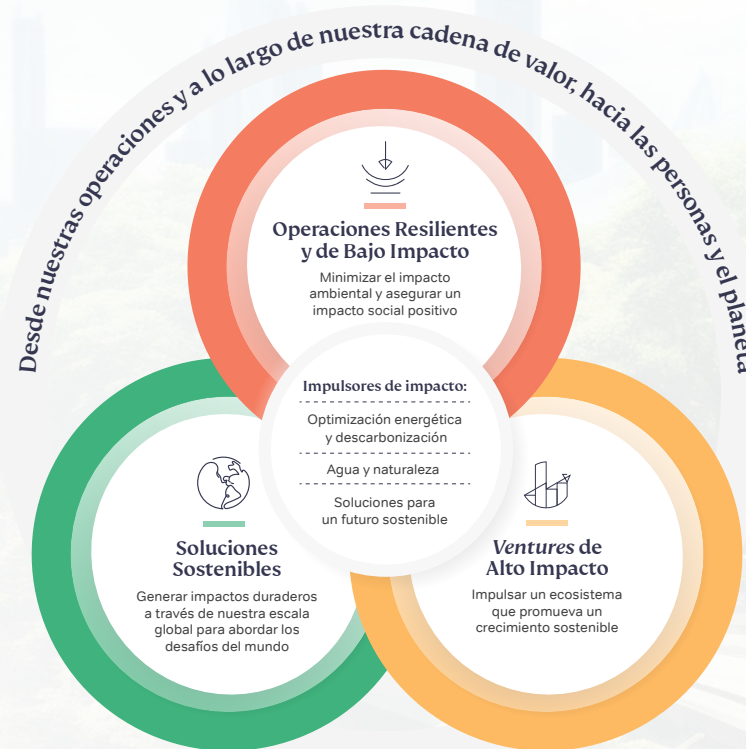 Desde nuestras operaciones y a lo largo de nuestra cadena de valor, hacia las personas y el planeta
Operaciones Resilientes
y de Bajo Impacto
Minimizar el impacto
ambiental y asegurar un
impacto social positivo
Impulsores de impacto:
Optimización energética
y descarbonización
Agua y naturaleza
Soluciones para
un futuro sostenible
Soluciones
Sostenibles
Generar impactos duraderos
a través de nuestra escala
global para abordar los
desafíos del mundo
Ventures de
Alto Impacto
Impulsar un ecosistema
que promueva un
crecimiento sostenible